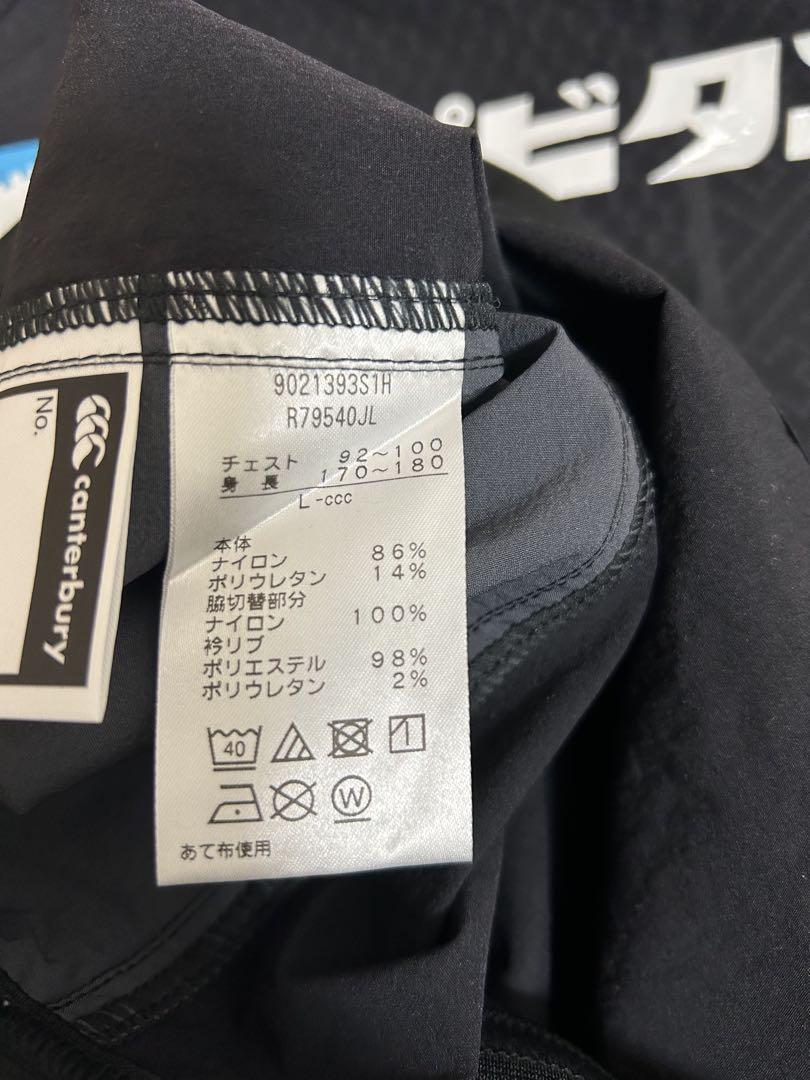 ビタ
No.
canterbury
9021393S1H
R79540JL
チェスト 92~100
身長 170~180
L-ccc
本体
ナイロン 86%
ポリウレタン 14%
脇切替部分
ナイロン 100%
衿リブ
ポリエステル 98%
ポリウレタン 2%
40
W
あて布使用